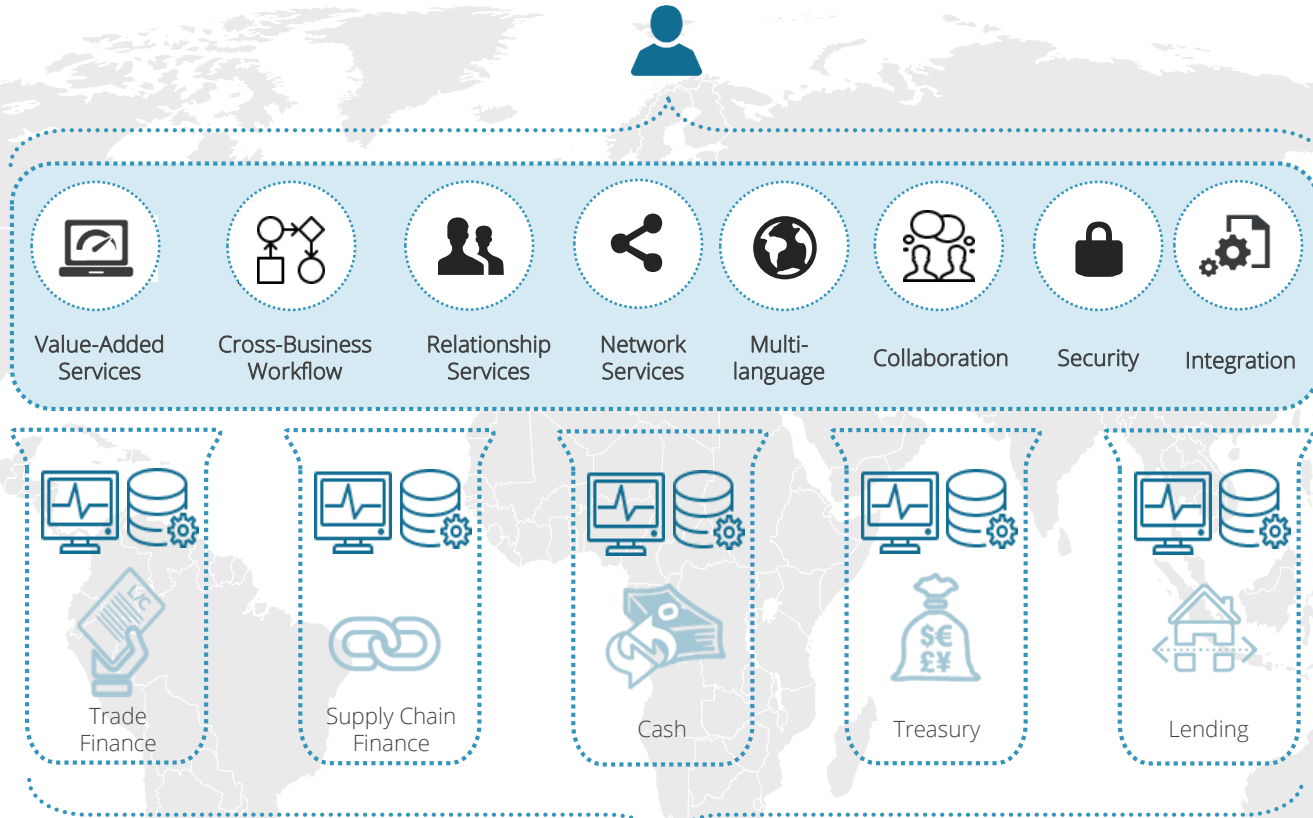 Value-Added
Services
Cross-Business
Workflow
Relationship
Services
Network
Services
Multi-
language
Collaboration
Security
Integration
L/C
$€
£¥
Trade
Finance
Supply Chain
Finance
Cash
Treasury
Lending